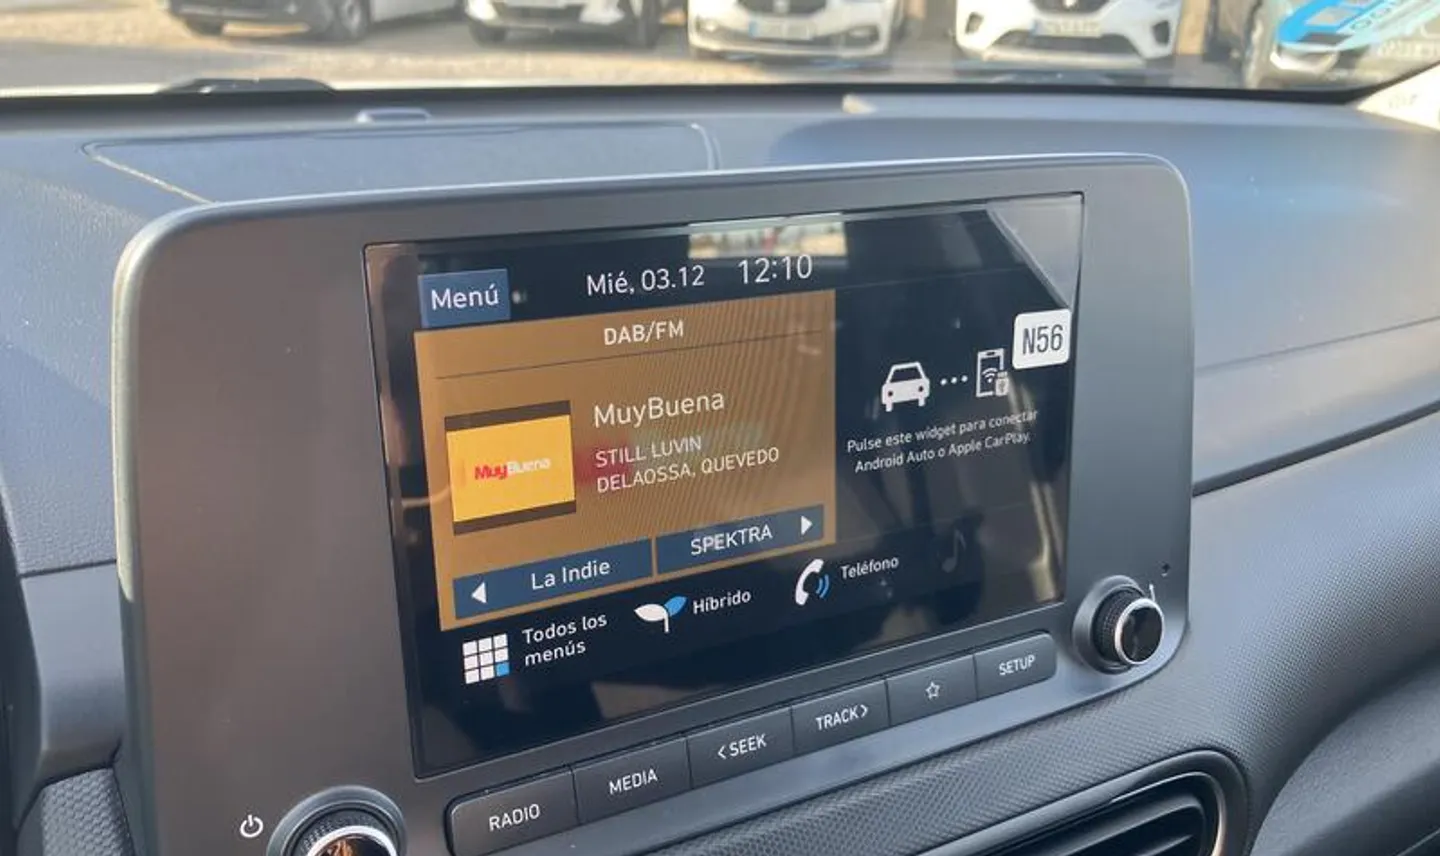 Menú
Mié, 03.12
12:10
DAB/FM
MuyBuena
MuyBuena
STILL LUVIN
DELAOSSA, QUEVEDO
La Indie
SPEKTRA
N56
Pulse este widget para conectar
Android Auto o Apple CarPlay.
Todos los
menús
Híbrido
Teléfono
RADIO
MEDIA
< SEEK
TRACK >
☆
SETUP